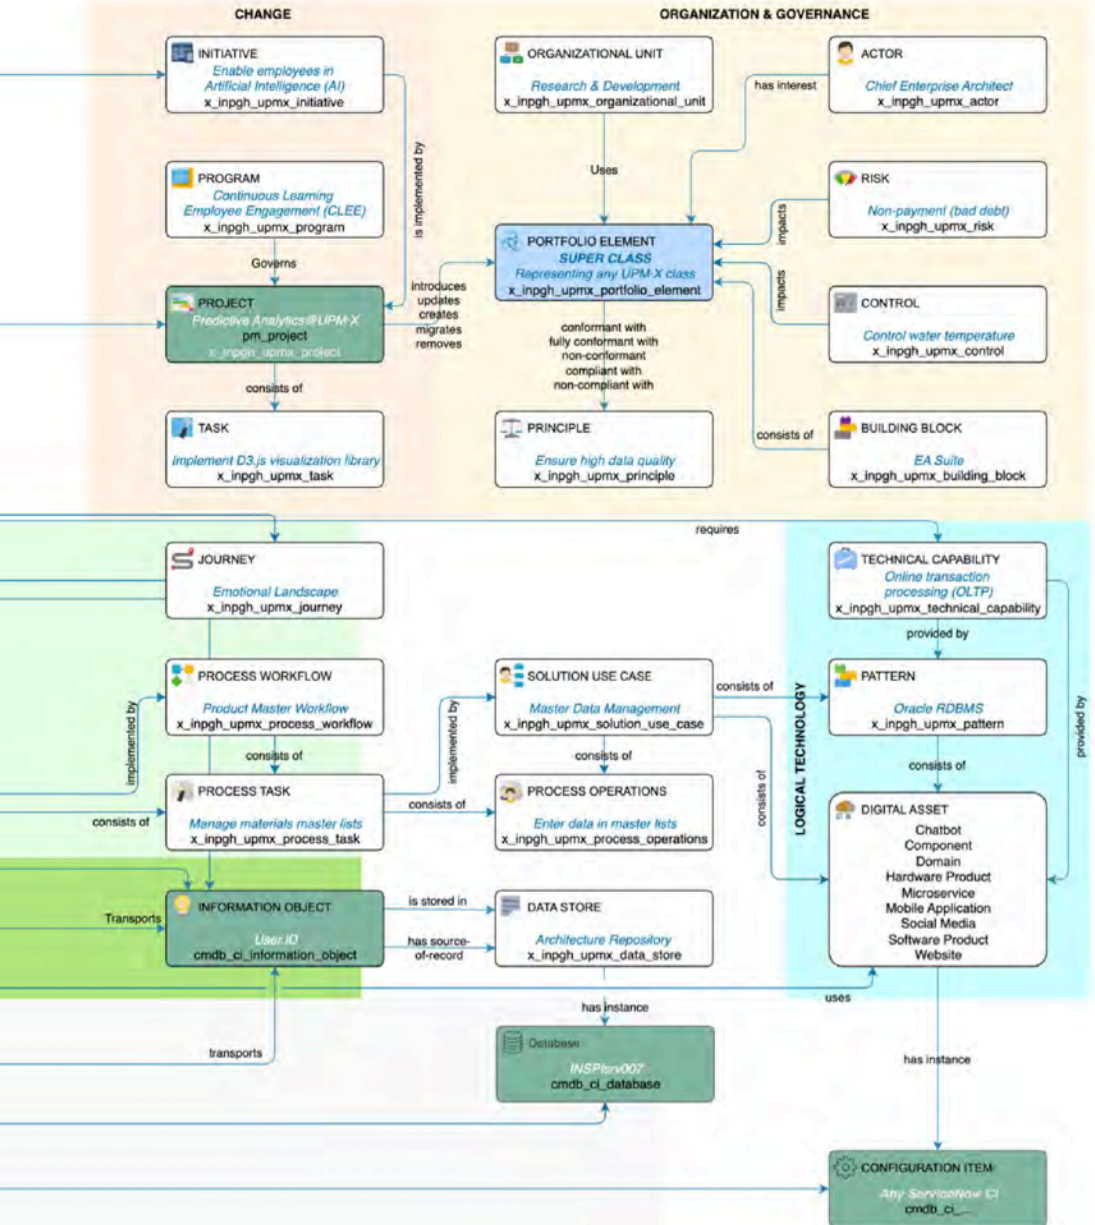 CHANGE
ORGANIZATION & GOVERNANCE
INITIATIVE
Enable employees in
Artificial Intelligence (AI)
x_inpgh_upmx_initiative
ORGANIZATIONAL UNIT
Research & Development
x_inpgh_upmx_organizational_unit
has interest
ACTOR
Chief Enterprise Architect
x_inpgh_upmx_actor
is implemented by
Uses
PROGRAM
Continuous Learning
Employee Engagement (CLEE)
x_inpgh_upmx_program
RISK
Non-payment (bad debt)
x_inpgh_upmx_risk
impacts
Governs
PORTFOLIO ELEMENT
SUPER CLASS
Representing any UPM-X class
x_inpgh_upmx_portfolio_element
impacts
PROJECT
Predictive Analytics@UPM-X
pm_project
x_inpgh_upmx_project
introduces
updates
creates
migrates
removes
CONTROL
Control water temperature
x_inpgh_upmx_control
conformant with
fully conformant with
non-conformant
compliant with
non-compliant with
consists of
TASK
Implement D3.js visualization library
x_inpgh_upmx_task
PRINCIPLE
Ensure high data quality
x_inpgh_upmx_principle
consists of
BUILDING BLOCK
EA Suite
x_inpgh_upmx_building_block
requires
JOURNEY
Emotional Landscape
x_inpgh_upmx_journey
TECHNICAL CAPABILITY
Online transaction
processing (OLTP)
x_inpgh_upmx_technical_capability
provided by
PROCESS WORKFLOW
Product Master Workflow
x_inpgh_upmx_process_workflow
implemented by
SOLUTION USE CASE
Master Data Management
x_inpgh_upmx_solution_use_case
implemented by
consists of
PATTERN
Oracle RDBMS
x_inpgh_upmx_pattern
provided by
LOGICAL TECHNOLOGY
consists of
consists of
consists of
consists of
PROCESS TASK
Manage materials master lists
x_inpgh_upmx_process_task
consists of
consists of
PROCESS OPERATIONS
Enter data in master lists
x_inpgh_upmx_process_operations
DIGITAL ASSET
Chatbot
Component
Domain
Hardware Product
Microservice
Mobile Application
Social Media
Software Product
Website
Transports
INFORMATION OBJECT
User.ID
cmdb_ci_information_object
is stored in
has source-
of-record
DATA STORE
Architecture Repository
x_inpgh_upmx_data_store
uses
has instance
transports
Database
INSPIsrv007
cmdb_ci_database
has instance
CONFIGURATION ITEM
Any ServiceNow CI
cmdb_ci_...